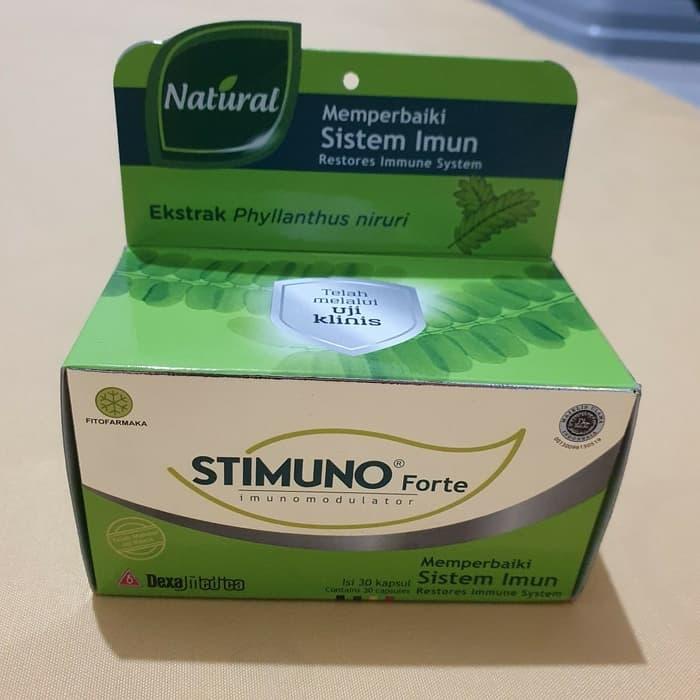 Natural
Memperbaiki
Sistem Imun
Restores Immune System
Ekstrak Phyllanthus niruri
Telah
melalui
uji
klinis
FITOFARMAKA
STIMUNO® Forte
imunomodulator
Dexa Medica
Isi 30 kapsul
Contains 30 capsules
Memperbaiki
Sistem Imun
Restores Immune System